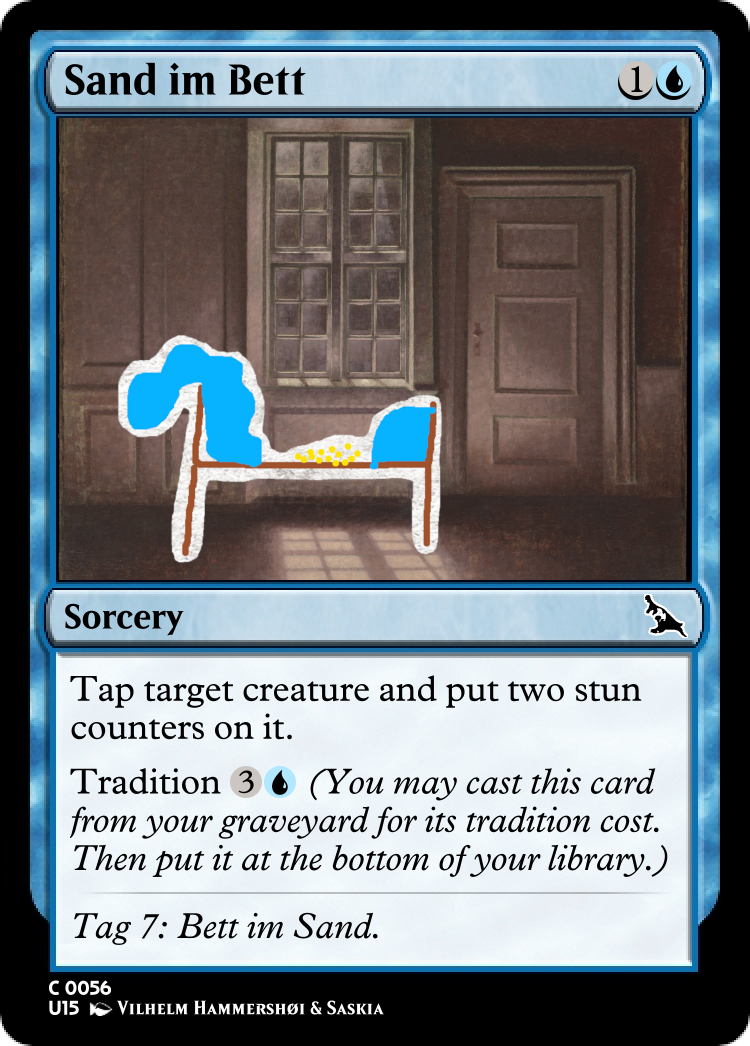 Sand im Bett 1
Sorcery
Tap target creature and put two stun
counters on it.
Tradition 3 (You may cast this card
from your graveyard for its tradition cost.
Then put it at the bottom of your library.)
Tag 7: Bett im Sand.
C 0056
U15 Vilhelm Hammershøi & Saskia